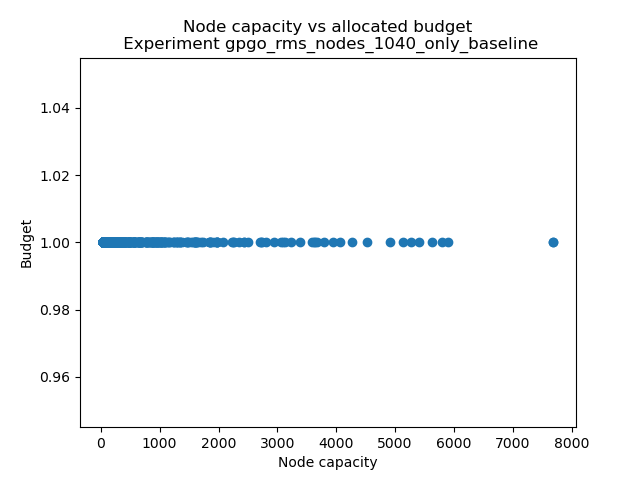 Node capacity vs allocated budget
Experiment gpgo_rms_nodes_1040_only_baseline
1.04
1.02
1.00
0.98
0.96
Budget
0 1000 2000 3000 4000 5000 6000 7000 8000
Node capacity